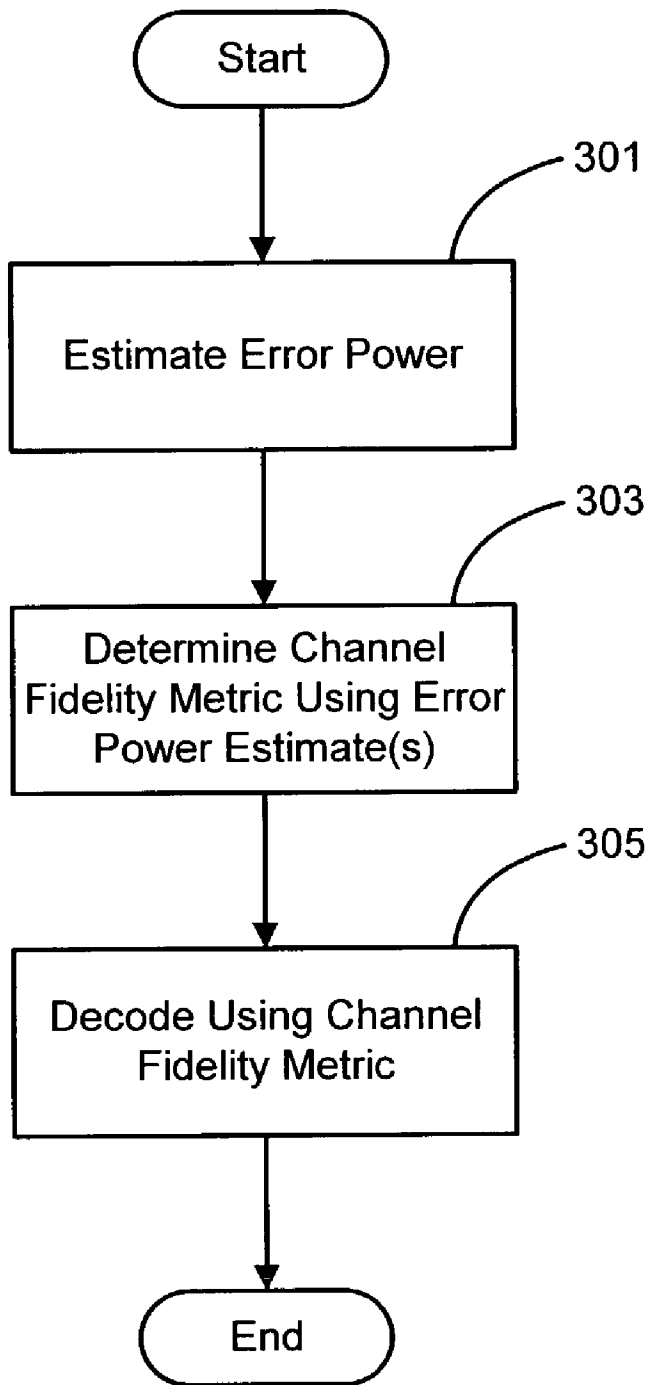 Start
301
Estimate Error Power
303
Determine Channel
Fidelity Metric Using Error
Power Estimate(s)
305
Decode Using Channel
Fidelity Metric
End